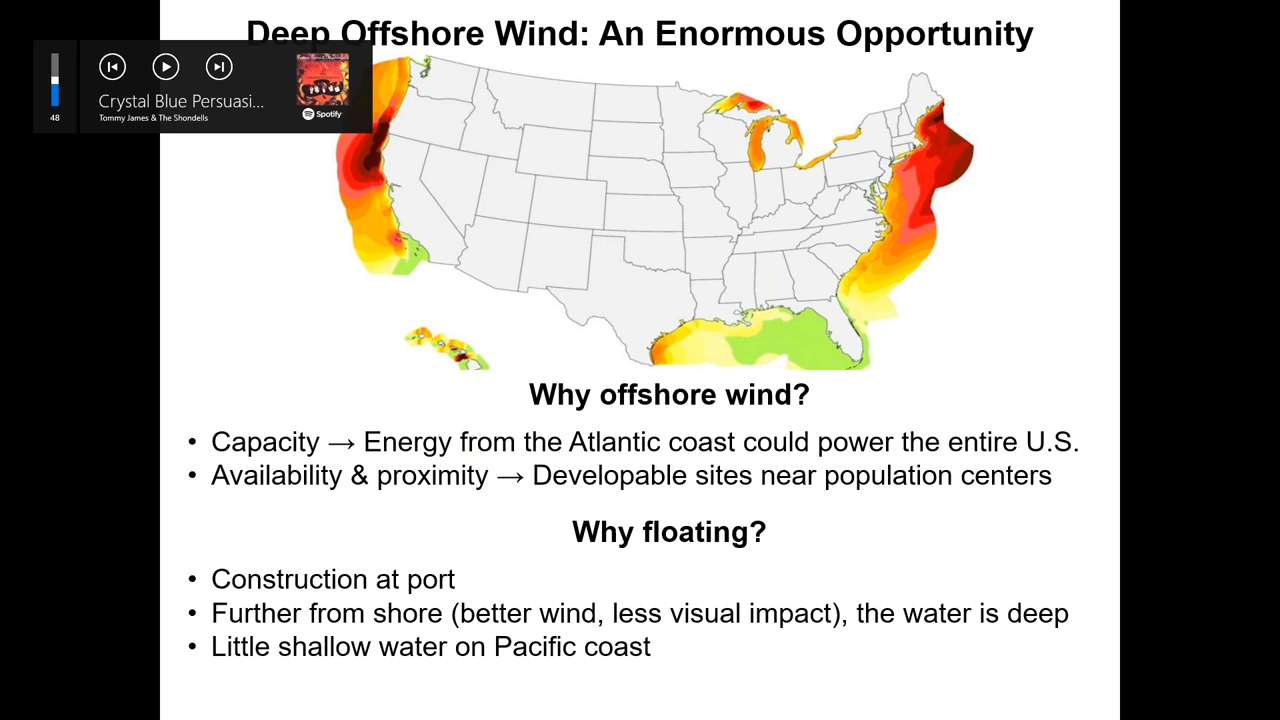 Deep Offshore Wind: An Enormous Opportunity
Crystal Blue Persuasi...
Tommy James & The Shondells
48
Spotify
Why offshore wind?
• Capacity → Energy from the Atlantic coast could power the entire U.S.
• Availability & proximity → Developable sites near population centers
Why floating?
• Construction at port
• Further from shore (better wind, less visual impact), the water is deep
• Little shallow water on Pacific coast